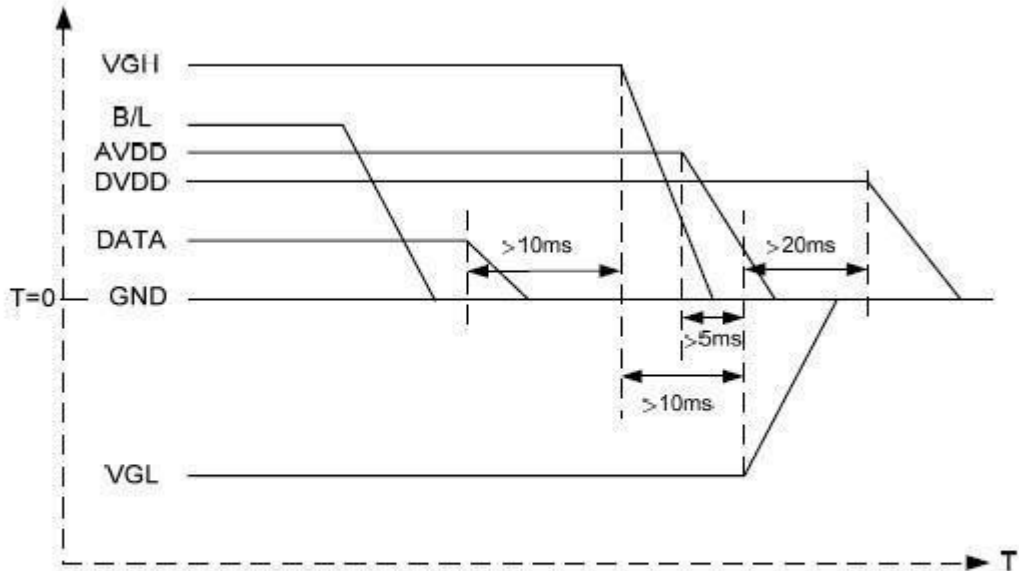 VGH
B/L
AVDD
DVDD
DATA
>10ms
>20ms
T=0
GND
>5ms
>10ms
VGL
T